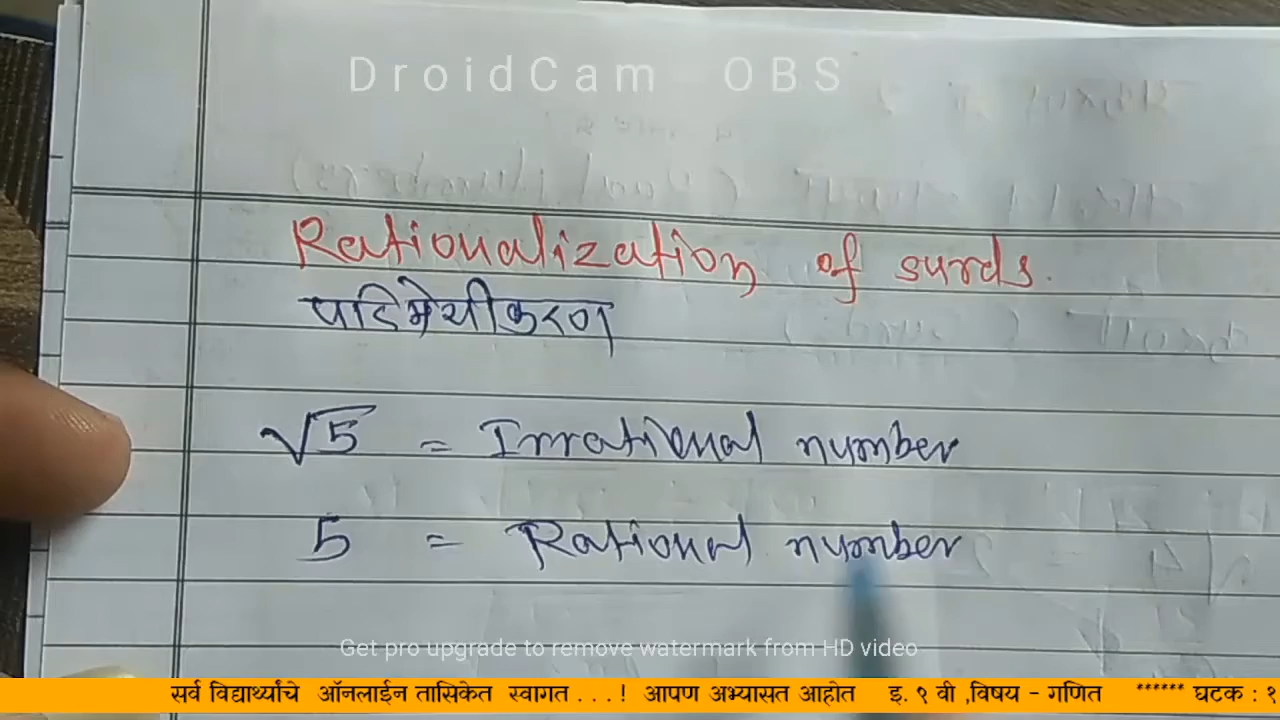 DroidCam OBS
Rationalization of surds.
परिमेयीकरण
√5 = Irrational number
5 = Rational number
Get pro upgrade to remove watermark from HD video
सर्व विद्यार्थ्यांचे ऑनलाईन तासिकेत स्वागत . . . ! आपण अभ्यासत आहोत इ. ९ वी ,विषय - गणित ****** घटक : १